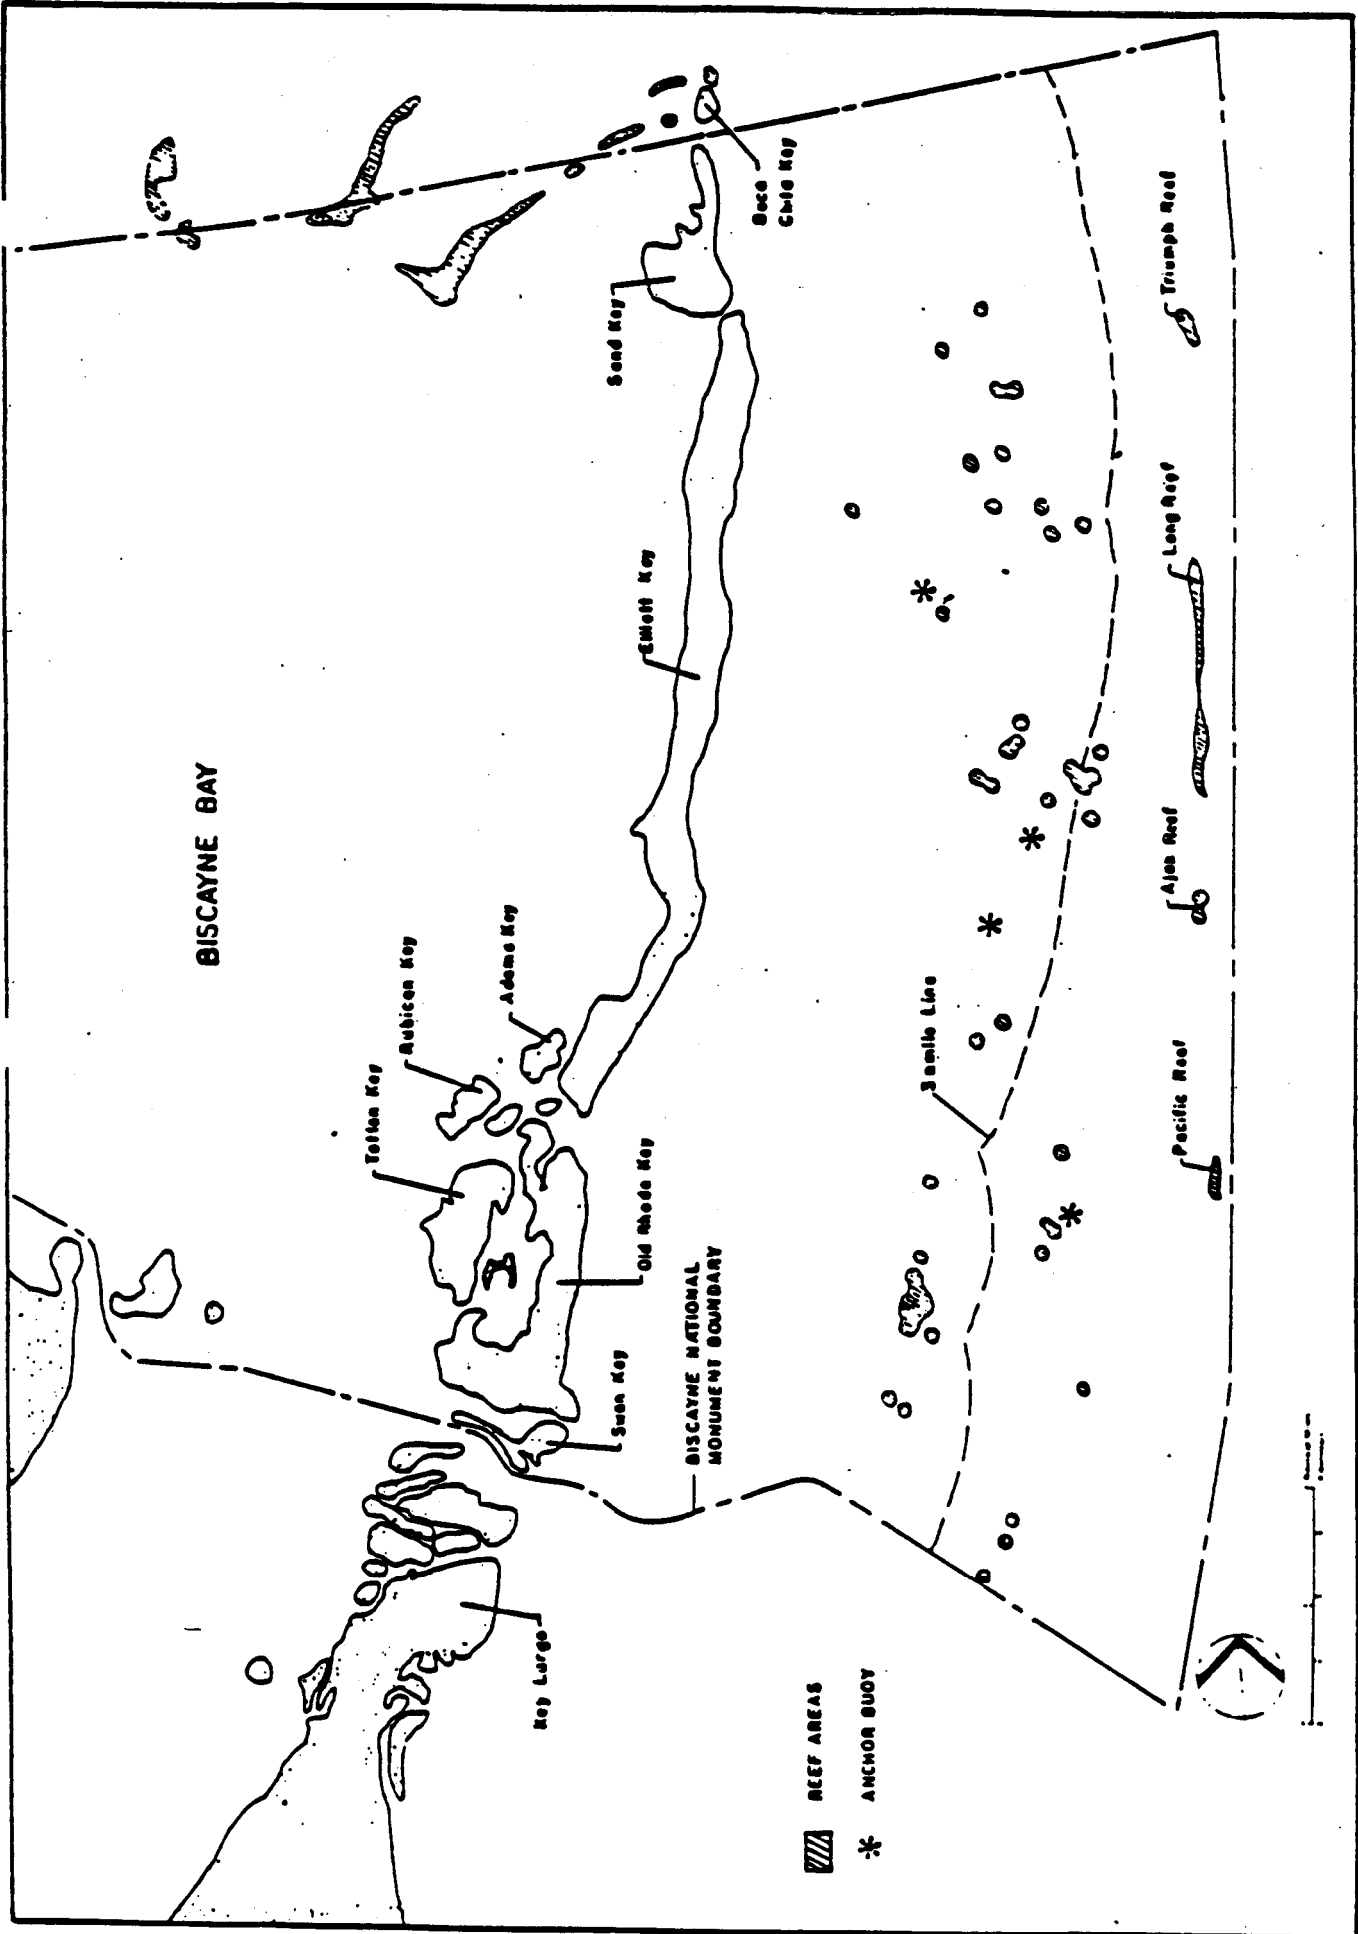 BISCAYNE BAY
Boca
Chita Key
Sand Key
Elliott Key
Adams Key
Rubicon Key
Totten Key
Old Rhode Key
Swan Key
Key Largo
BISCAYNE NATIONAL
MONUMENT BOUNDARY
3 mile Line
Triumph Reef
Long Reef
Ajax Reef
Pacific Reef
REEF AREAS
ANCHOR BUOY